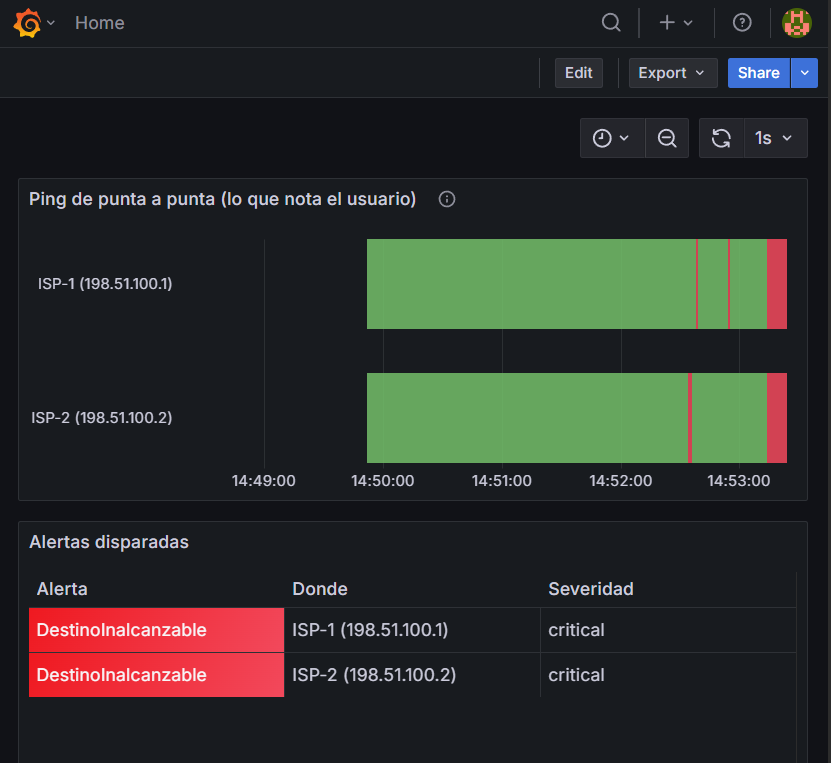 Home
Edit
Export
Share
1s
Ping de punta a punta (lo que nota el usuario)
ISP-1 (198.51.100.1)
ISP-2 (198.51.100.2)
14:49:00 14:50:00 14:51:00 14:52:00 14:53:00
Alertas disparadas
Alerta Donde Severidad
DestinoInalcanzable ISP-1 (198.51.100.1) critical
DestinoInalcanzable ISP-2 (198.51.100.2) critical